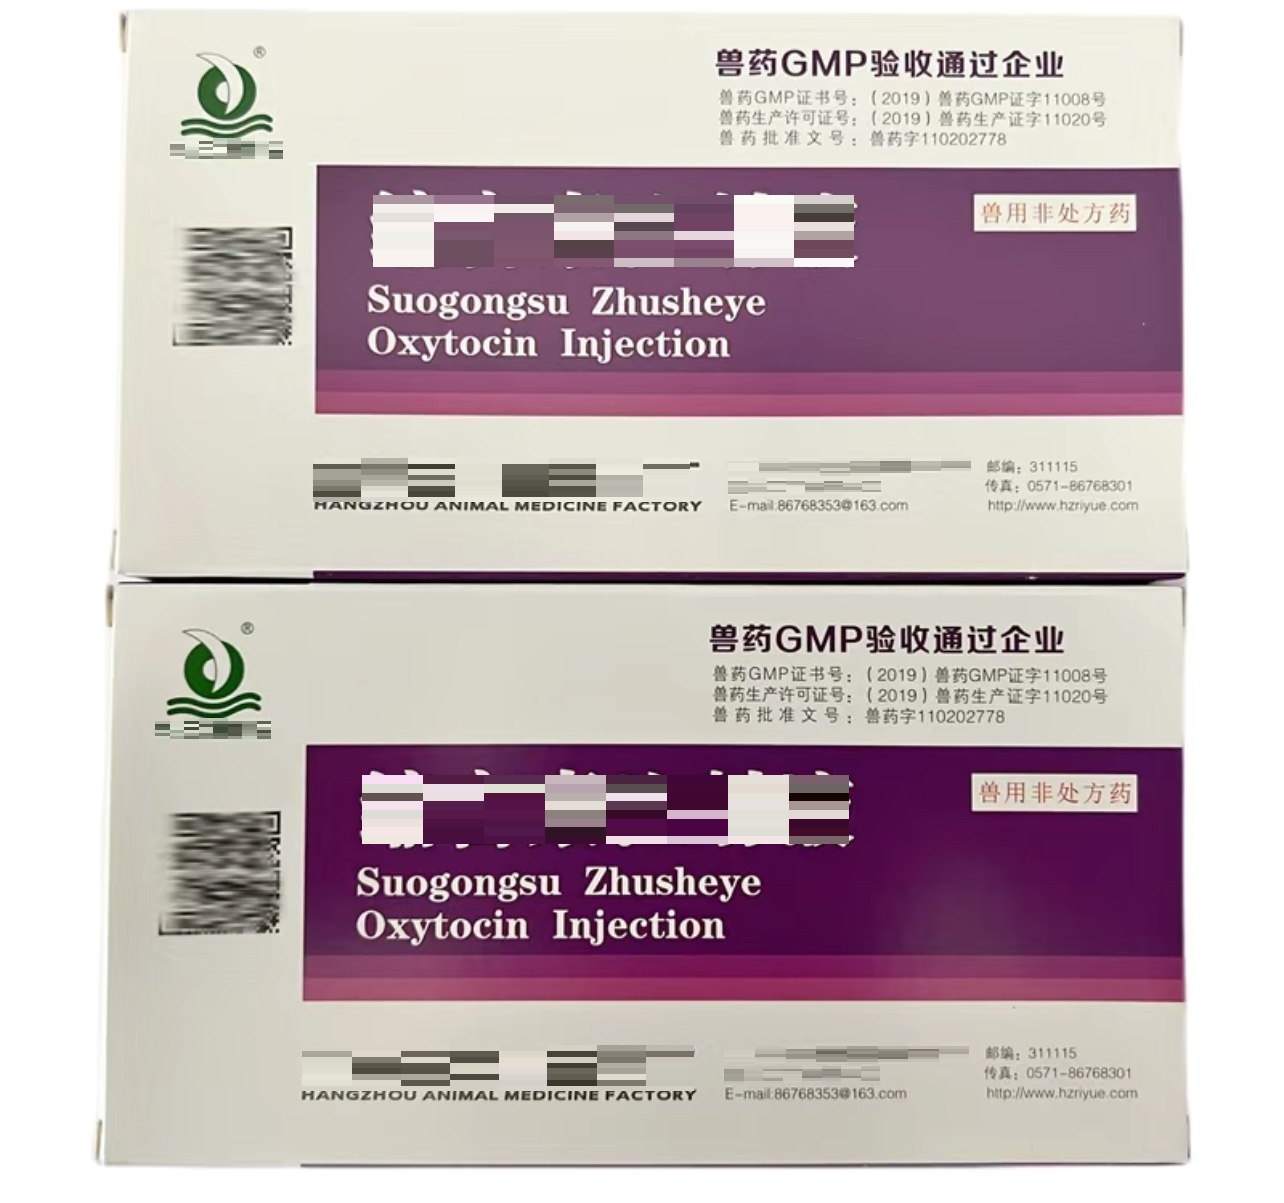 ®
兽药GMP验收通过企业
兽药GMP证书号：（2019）兽药GMP证字11008号
兽药生产许可证号：（2019）兽药生产证字11020号
兽药批准文号：兽药字110202778
兽用非处方药
Suogongsu Zhusheye
Oxytocin Injection
HANGZHOU ANIMAL MEDICINE FACTORY
E-mail:86768353@163.com
邮编：311115
传真：0571-86768301
http://www.hzriyue.com
®
兽药GMP验收通过企业
兽药GMP证书号：（2019）兽药GMP证字11008号
兽药生产许可证号：（2019）兽药生产证字11020号
兽药批准文号：兽药字110202778
兽用非处方药
Suogongsu Zhusheye
Oxytocin Injection
HANGZHOU ANIMAL MEDICINE FACTORY
E-mail:86768353@163.com
邮编：311115
传真：0571-86768301
http://www.hzriyue.com